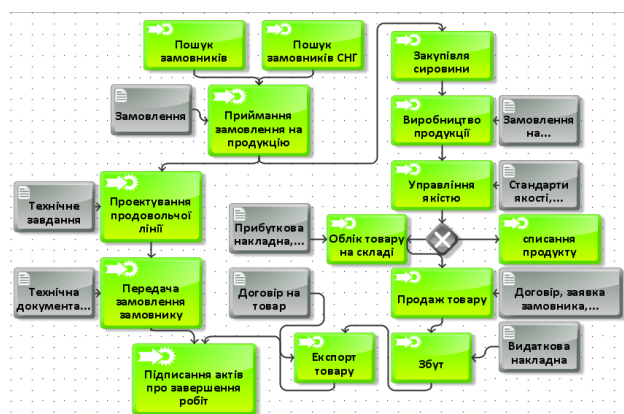 Пошук
замовників
Пошук
замовників СНГ
Закупівля
сировини
Замовлення
Приймання
замовлення на
продукцію
Виробництво
продукції
Замовлення
на...
Технічне
завдання
Проектування
продовольчої
лінії
Управління
якістю
Стандарти
якості,...
Прибуткова
накладна,...
Облік товару
на складі
списання
продукту
Технічна
документа...
Передача
замовлення
замовнику
Договір на
товар
Продаж товару
Договір, заявка
замовника,...
Підписання актів
про завершення
робіт
Експорт
товару
Збут
Видаткова
накладна